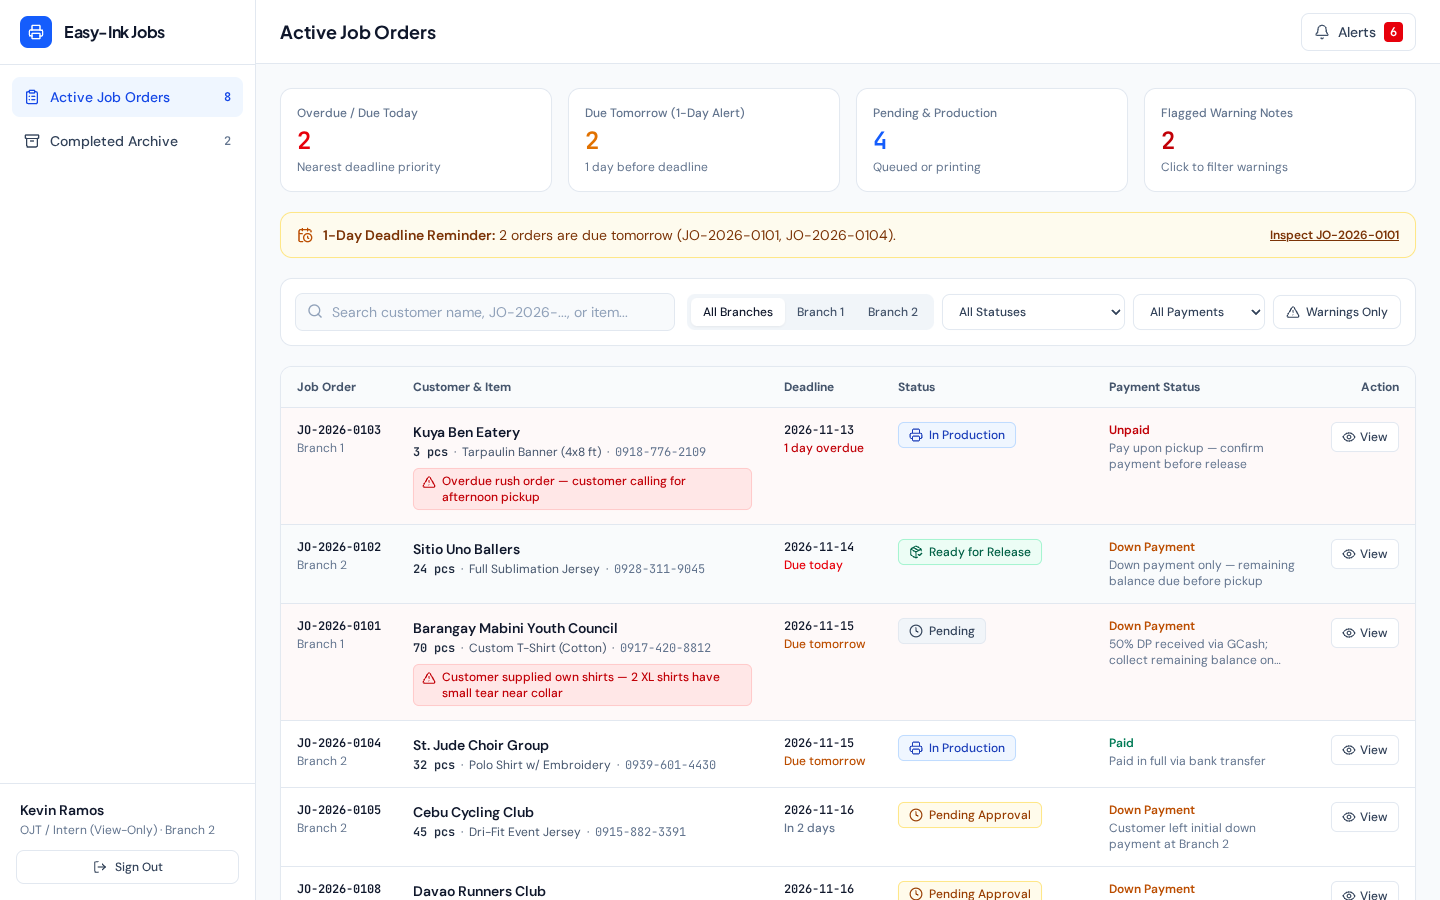 Easy-Ink Jobs
Active Job Orders 8
Completed Archive 2
Kevin Ramos
OJT / Intern (View-Only) · Branch 2
Sign Out
Active Job Orders
Alerts 6
Overdue / Due Today
2
Nearest deadline priority
Due Tomorrow (1-Day Alert)
2
1 day before deadline
Pending & Production
4
Queued or printing
Flagged Warning Notes
2
Click to filter warnings
1-Day Deadline Reminder: 2 orders are due tomorrow (JO-2026-0101, JO-2026-0104).
Inspect JO-2026-0101
Search customer name, JO-2026-..., or item...
All Branches Branch 1 Branch 2
All Statuses
All Payments
Warnings Only
Job Order Customer & Item Deadline Status Payment Status Action
JO-2026-0103
Branch 1
Kuya Ben Eatery
3 pcs · Tarpaulin Banner (4x8 ft) · 0918-776-2109
Overdue rush order — customer calling for
afternoon pickup
2026-11-13
1 day overdue
In Production
Unpaid
Pay upon pickup — confirm
payment before release
View
JO-2026-0102
Branch 2
Sitio Uno Ballers
24 pcs · Full Sublimation Jersey · 0928-311-9045
2026-11-14
Due today
Ready for Release
Down Payment
Down payment only — remaining
balance due before pickup
View
JO-2026-0101
Branch 1
Barangay Mabini Youth Council
70 pcs · Custom T-Shirt (Cotton) · 0917-420-8812
Customer supplied own shirts — 2 XL shirts have
small tear near collar
2026-11-15
Due tomorrow
Pending
Down Payment
50% DP received via GCash;
collect remaining balance on...
View
JO-2026-0104
Branch 2
St. Jude Choir Group
32 pcs · Polo Shirt w/ Embroidery · 0939-601-4430
2026-11-15
Due tomorrow
In Production
Paid
Paid in full via bank transfer
View
JO-2026-0105
Branch 2
Cebu Cycling Club
45 pcs · Dri-Fit Event Jersey · 0915-882-3391
2026-11-16
In 2 days
Pending Approval
Down Payment
Customer left initial down
payment at Branch 2
View
JO-2026-0108
Davao Runners Club
2026-11-16
Pending Approval
Down Payment
View